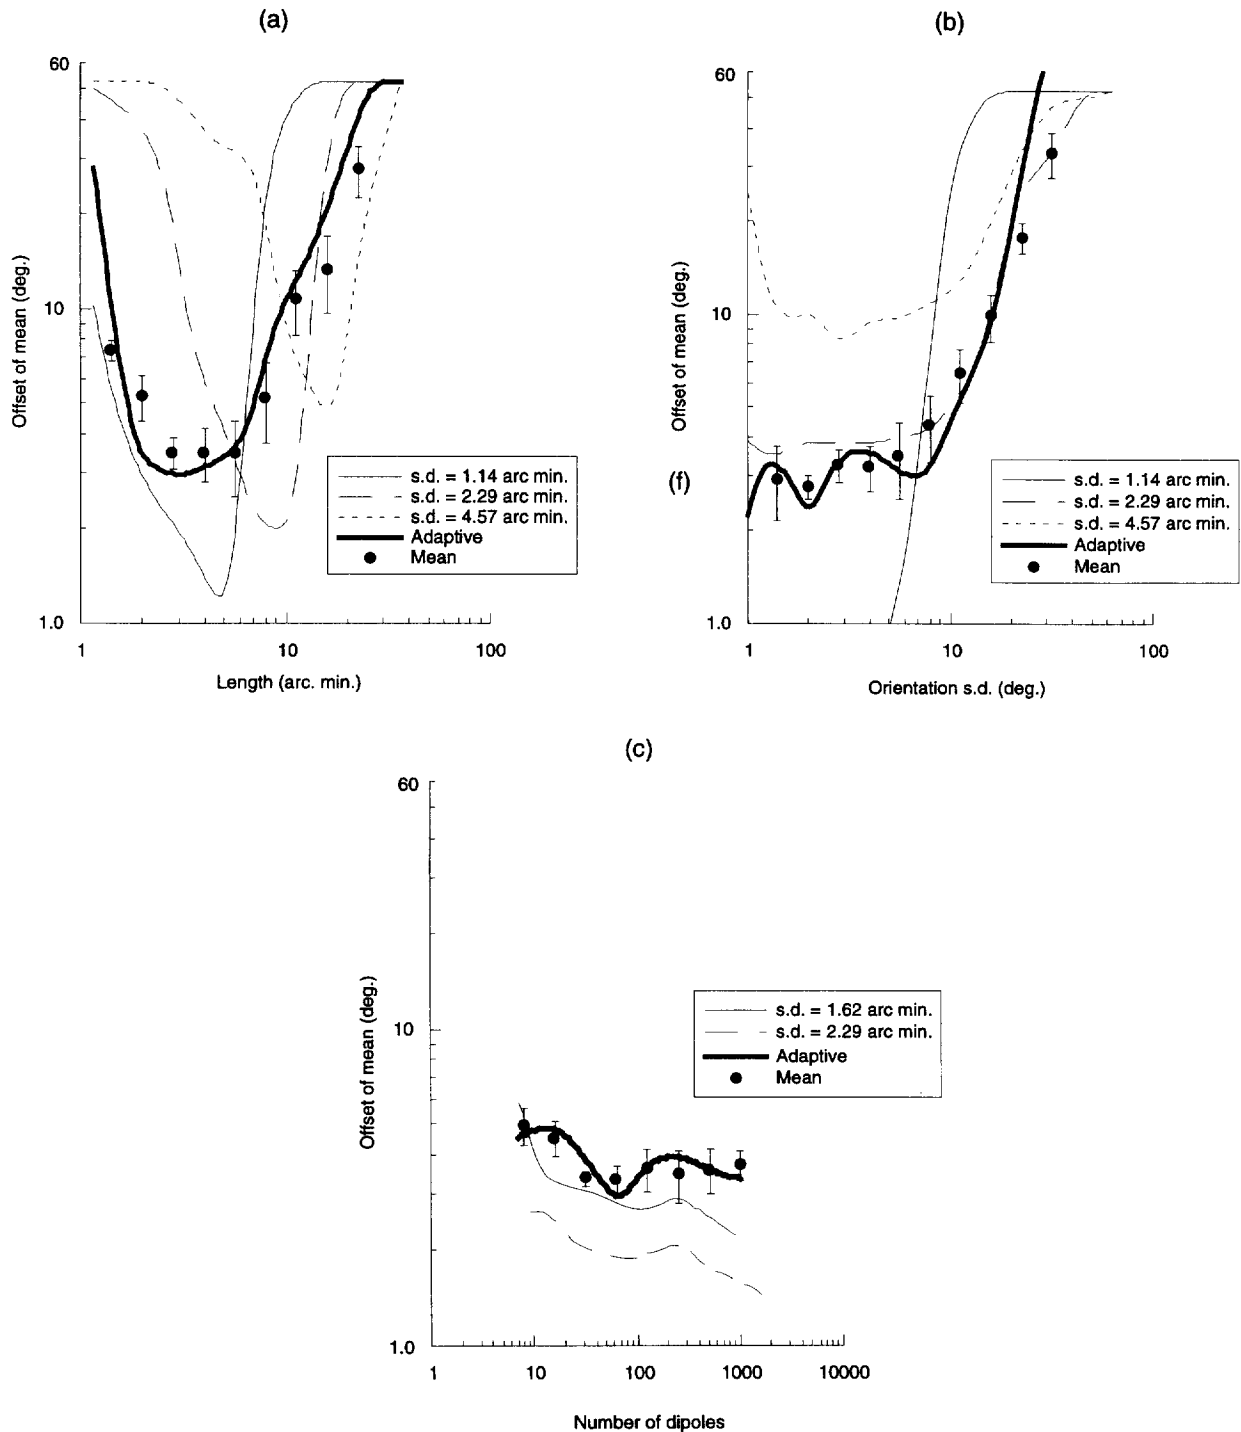 (a)
60
10
1.0
Offset of mean (deg.)
s.d. = 1.14 arc min.
s.d. = 2.29 arc min.
s.d. = 4.57 arc min.
Adaptive
Mean
1 10 100
Length (arc. min.)
(b)
60
10
1.0
Offset of mean (deg.)
(f)
s.d. = 1.14 arc min.
s.d. = 2.29 arc min.
s.d. = 4.57 arc min.
Adaptive
Mean
1 10 100
Orientation s.d. (deg.)
(c)
60
10
1.0
Offset of mean (deg.)
s.d. = 1.62 arc min.
s.d. = 2.29 arc min.
Adaptive
Mean
1 10 100 1000 10000
Number of dipoles